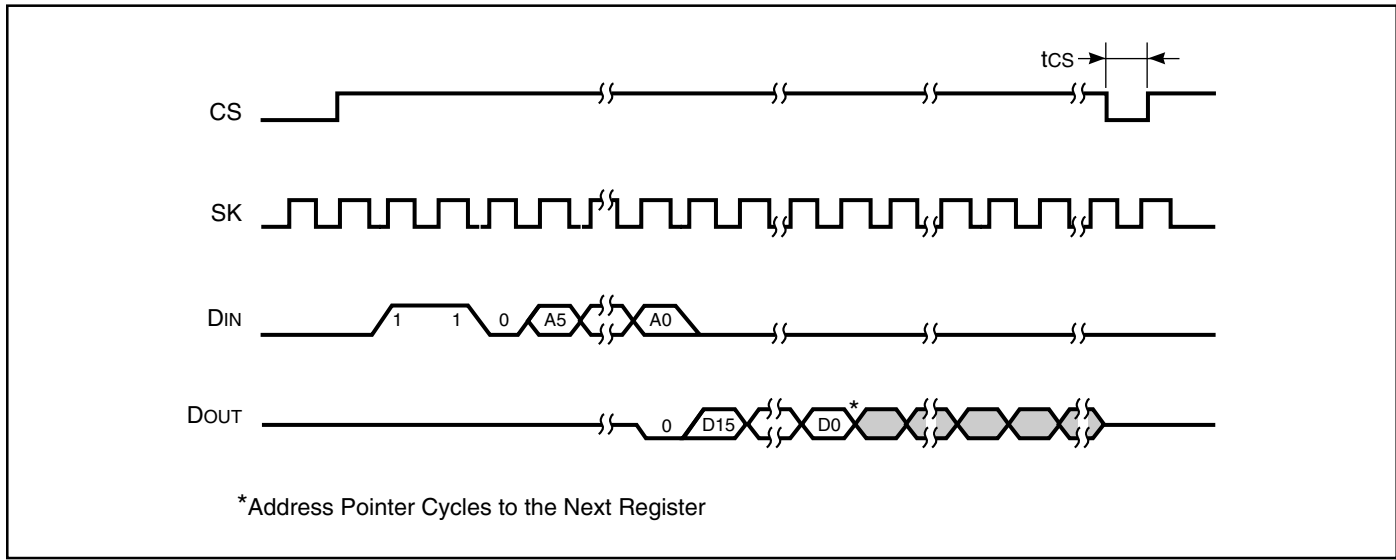 tCS
CS
SK
DIN 1 1 0 A5 A0
DOUT 0 D15 D0 *
*Address Pointer Cycles to the Next Register